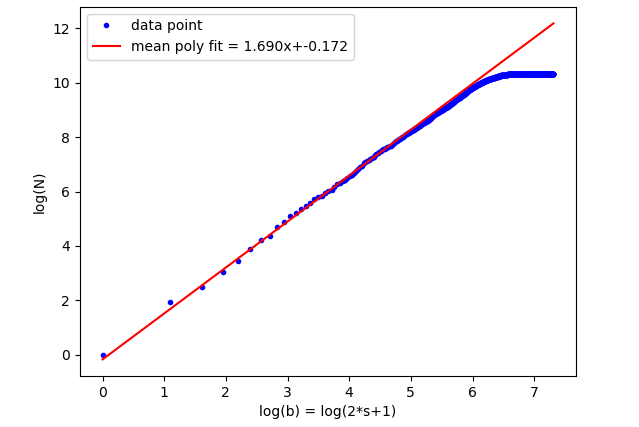 data point
mean poly fit = 1.690x+-0.172
12
10
8
6
4
2
0
log(N)
0 1 2 3 4 5 6 7
log(b) = log(2*s+1)